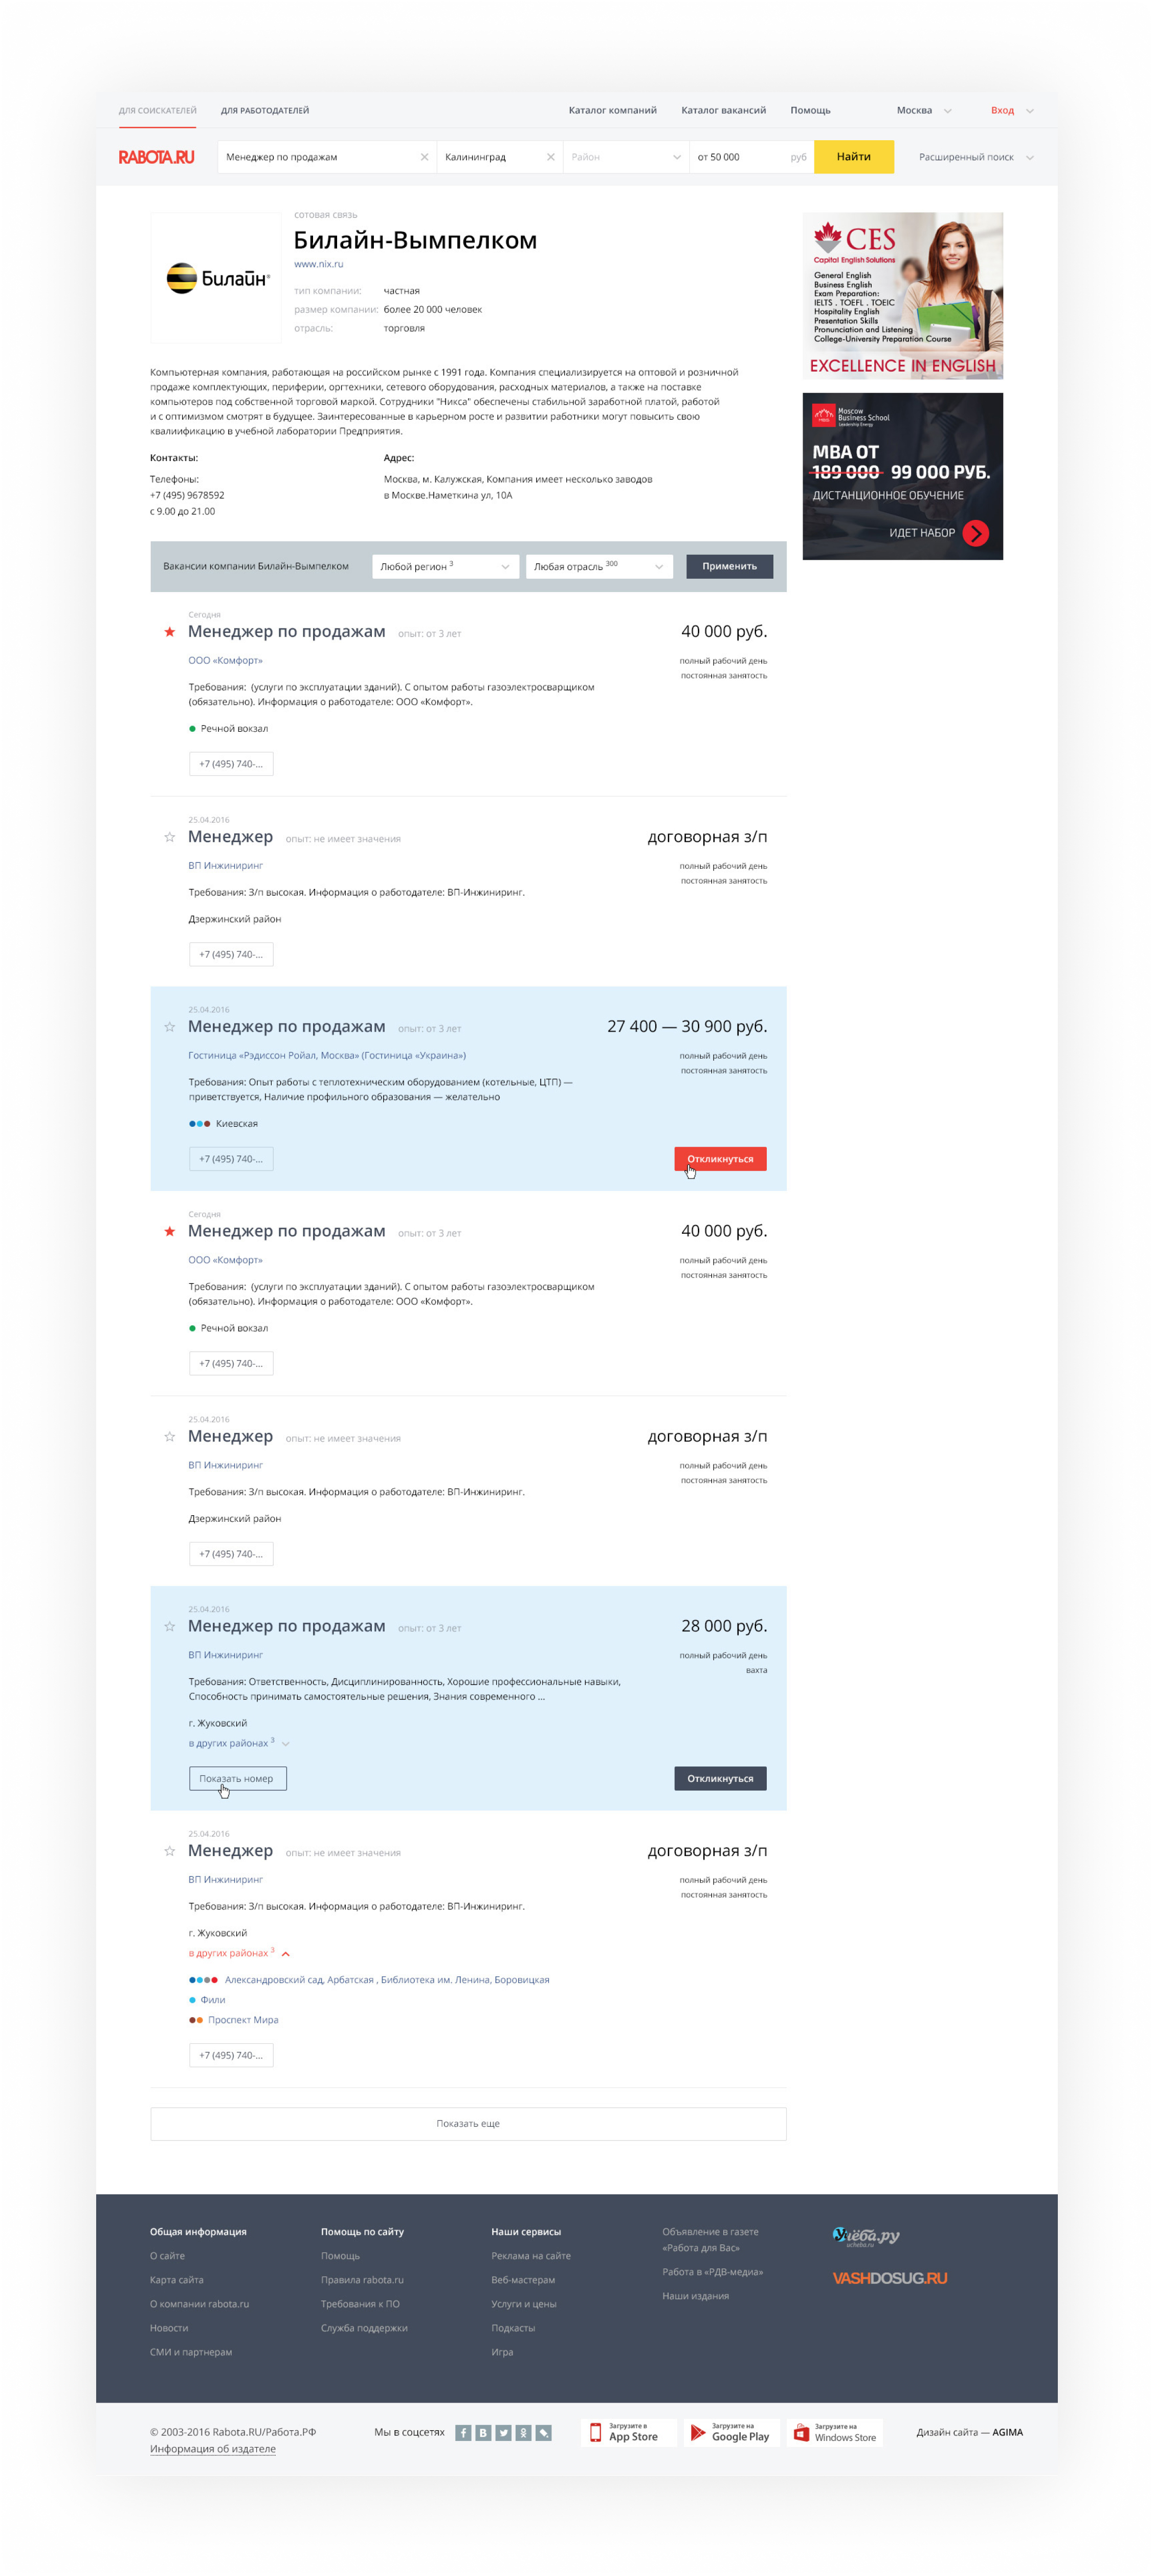 ДЛЯ СОИСКАТЕЛЕЙ ДЛЯ РАБОТОДАТЕЛЕЙ Каталог компаний Каталог вакансий Помощь Москва Вход
RABOTA.RU Менеджер по продажам Калининград Район от 50 000 руб Найти Расширенный поиск
сотовая связь
Билайн-Вымпелком
www.nix.ru
Билайн®
тип компании: частная
размер компании: более 20 000 человек
отрасль: торговля
Компьютерная компания, работающая на российском рынке с 1991 года. Компания специализируется на оптовой и розничной
продаже комплектующих, периферии, оргтехники, сетевого оборудования, расходных материалов, а также на поставке
компьютеров под собственной торговой маркой. Сотрудники "Никса" обеспечены стабильной заработной платой, работой
и с оптимизмом смотрят в будущее. Заинтересованные в карьерном росте и развитии работники могут повысить свою
квалиификацию в учебной лаборатории Предприятия.
Контакты:
Телефоны:
+7 (495) 9678592
с 9.00 до 21.00
Адрес:
Москва, м. Калужская, Компания имеет несколько заводов
в Москве.Наметкина ул, 10А
CES
Capital English Solutions
General English
Business English
Exam Preparation:
IELTS . TOEFL . TOEIC
Hospitality English
Presentation Skills
Pronunciation and Listening
College-University Preparation Course
EXCELLENCE IN ENGLISH
Moscow
Business School
Leadership Energy
MBA ОТ
189 000 99 000 РУБ.
ДИСТАНЦИОННОЕ ОБУЧЕНИЕ
ИДЕТ НАБОР
Вакансии компании Билайн-Вымпелком Любой регион 3 Любая отрасль 300 Применить
Сегодня
Менеджер по продажам опыт: от 3 лет 40 000 руб.
ООО «Комфорт» полный рабочий день
постоянная занятость
Требования: (услуги по эксплуатации зданий). С опытом работы газоэлектросварщиком
(обязательно). Информация о работодателе: ООО «Комфорт».
Речной вокзал
+7 (495) 740-...
25.04.2016
Менеджер опыт: не имеет значения договорная з/п
ВП Инжиниринг полный рабочий день
постоянная занятость
Требования: З/п высокая. Информация о работодателе: ВП-Инжиниринг.
Дзержинский район
+7 (495) 740-...
25.04.2016
Менеджер по продажам опыт: от 3 лет 27 400 — 30 900 руб.
Гостиница «Рэдиссон Ройал, Москва» (Гостиница «Украина») полный рабочий день
постоянная занятость
Требования: Опыт работы с теплотехническим оборудованием (котельные, ЦТП) —
приветствуется, Наличие профильного образования — желательно
Киевская
+7 (495) 740-... Откликнуться
Сегодня
Менеджер по продажам опыт: от 3 лет 40 000 руб.
ООО «Комфорт» полный рабочий день
постоянная занятость
Требования: (услуги по эксплуатации зданий). С опытом работы газоэлектросварщиком
(обязательно). Информация о работодателе: ООО «Комфорт».
Речной вокзал
+7 (495) 740-...
25.04.2016
Менеджер опыт: не имеет значения договорная з/п
ВП Инжиниринг полный рабочий день
постоянная занятость
Требования: З/п высокая. Информация о работодателе: ВП-Инжиниринг.
Дзержинский район
+7 (495) 740-...
25.04.2016
Менеджер по продажам опыт: от 3 лет 28 000 руб.
ВП Инжиниринг полный рабочий день
вахта
Требования: Ответственность, Дисциплинированность, Хорошие профессиональные навыки,
Способность принимать самостоятельные решения, Знания современного ...
г. Жуковский
в других районах 3
Показать номер Откликнуться
25.04.2016
Менеджер опыт: не имеет значения договорная з/п
ВП Инжиниринг полный рабочий день
постоянная занятость
Требования: З/п высокая. Информация о работодателе: ВП-Инжиниринг.
г. Жуковский
в других районах 3
Александровский сад, Арбатская , Библиотека им. Ленина, Боровицкая
Фили
Проспект Мира
+7 (495) 740-...
Показать еще
Общая информация
О сайте
Карта сайта
О компании rabota.ru
Новости
СМИ и партнерам
Помощь по сайту
Помощь
Правила rabota.ru
Требования к ПО
Служба поддержки
Наши сервисы
Реклама на сайте
Веб-мастерам
Услуги и цены
Подкасты
Игра
Объявление в газете
«Работа для Вас»
Работа в «РДВ-медиа»
Наши издания
Учёба.ру
ucheba.ru
VASHDOSUG.RU
© 2003-2016 Rabota.RU/Работа.РФ
Информация об издателе
Мы в соцсетях
Загрузите в
App Store
Загрузите на
Google Play
Загрузите на
Windows Store
Дизайн сайта — AGIMA